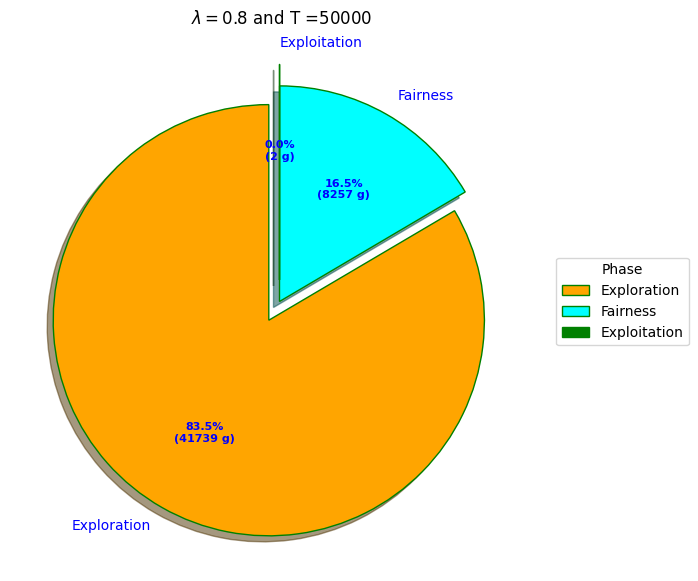 λ = 0.8 and T =50000
Exploitation
Fairness
0.0%
(2 g)
16.5%
(8257 g)
Phase
Exploration
Fairness
Exploitation
83.5%
(41739 g)
Exploration